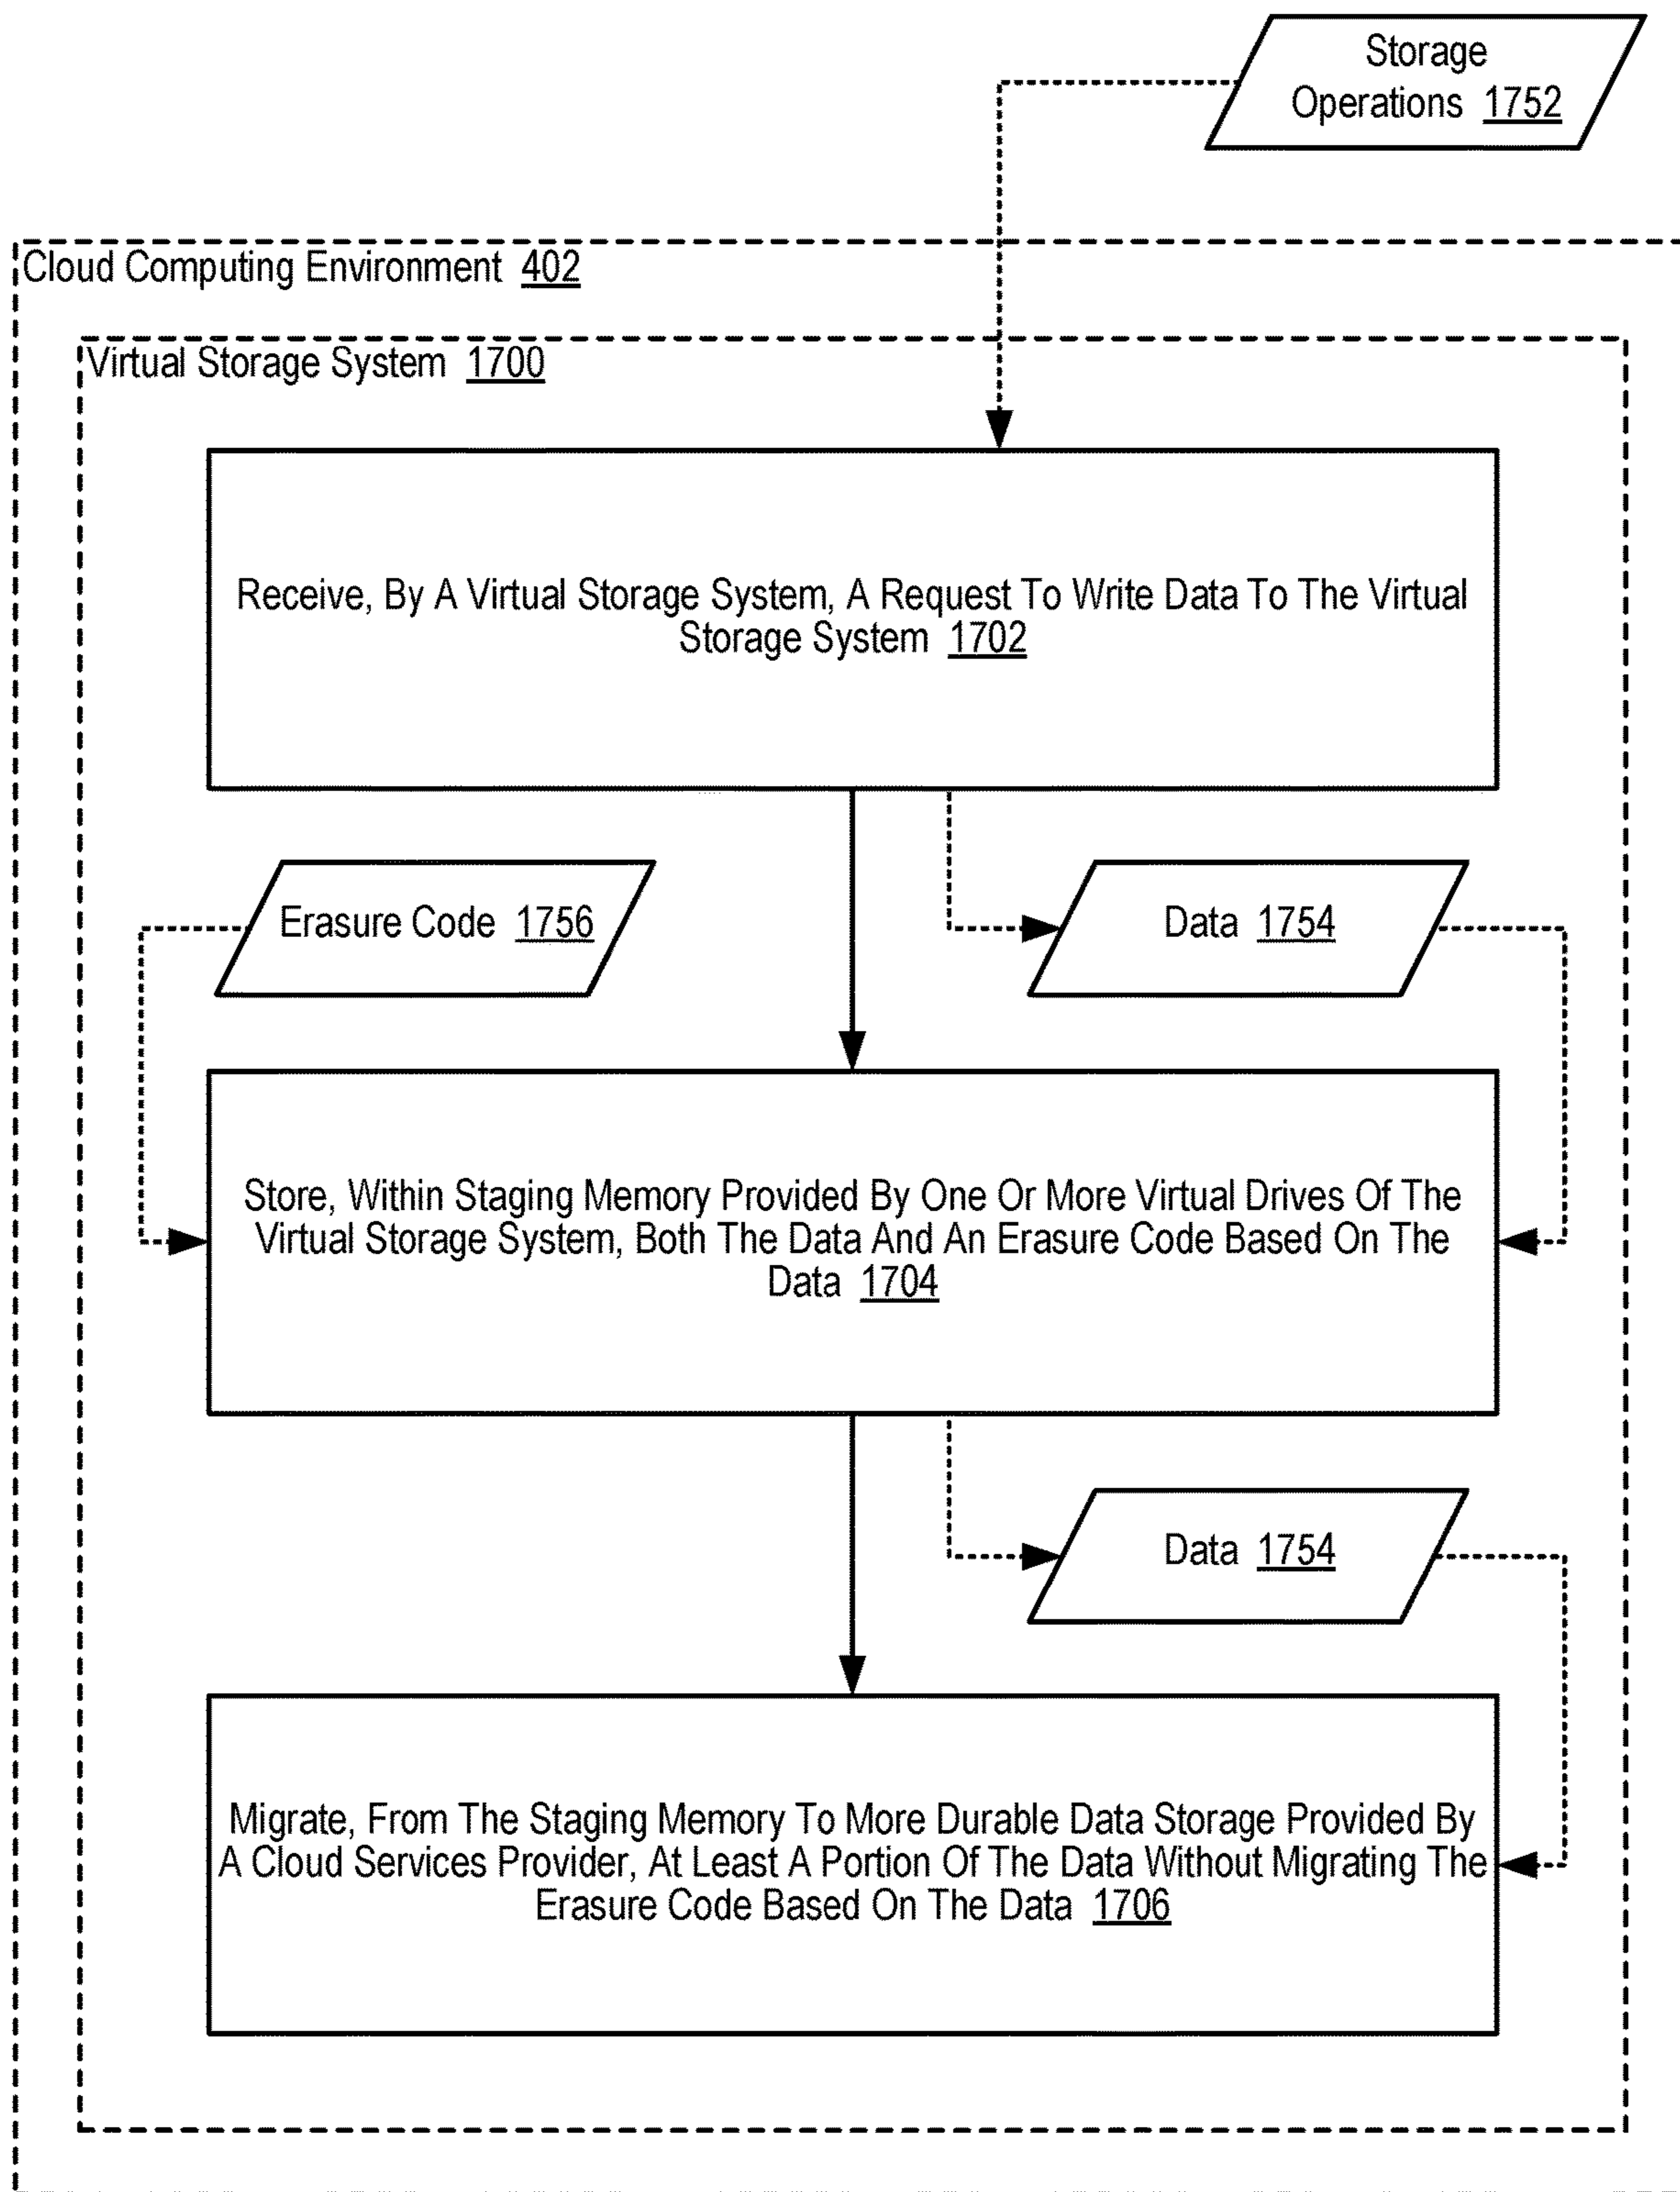 Storage
Operations 1752
Cloud Computing Environment 402
Virtual Storage System 1700
Receive, By A Virtual Storage System, A Request To Write Data To The Virtual
Storage System 1702
Erasure Code 1756
Data 1754
Store, Within Staging Memory Provided By One Or More Virtual Drives Of The
Virtual Storage System, Both The Data And An Erasure Code Based On The
Data 1704
Data 1754
Migrate, From The Staging Memory To More Durable Data Storage Provided By
A Cloud Services Provider, At Least A Portion Of The Data Without Migrating The
Erasure Code Based On The Data 1706